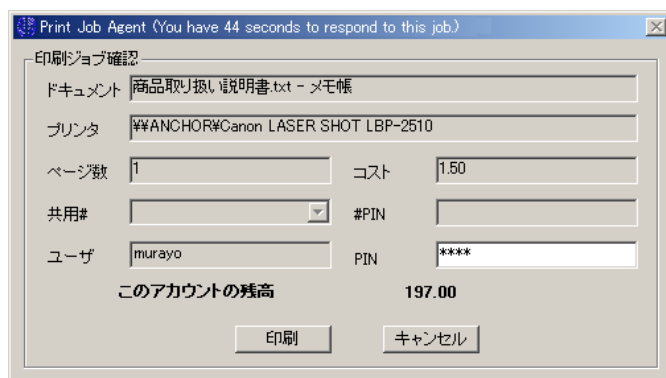 Print Job Agent (You have 44 seconds to respond to this job.)
印刷ジョブ確認
ドキュメント 商品取り扱い説明書.txt - メモ帳
プリンタ ¥¥ANCHOR¥Canon LASER SHOT LBP-2510
ページ数 1 コスト 1.50
共用# #PIN
ユーザ murayo PIN ****
このアカウントの残高 197.00
印刷 キャンセル